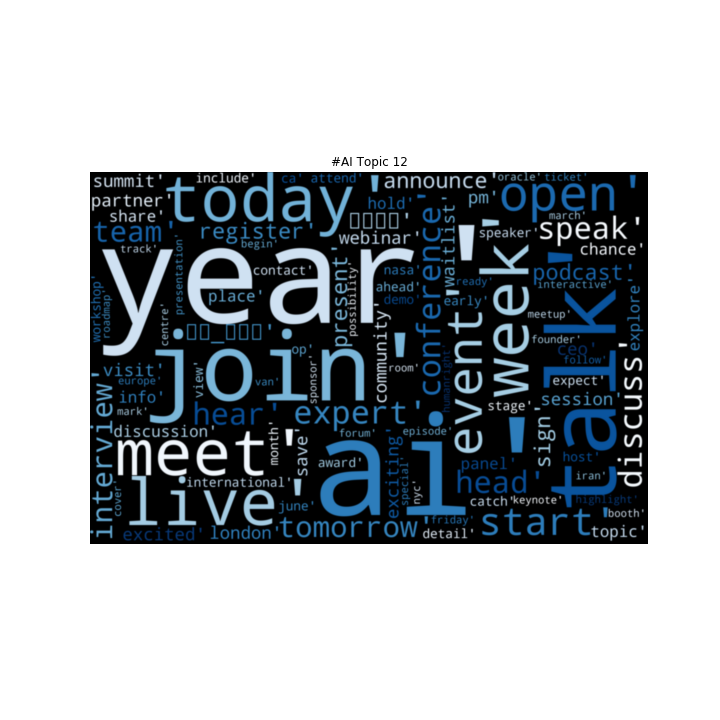 #AI Topic 12
summit'
include'
ca'
attend'
announce'
oracle'
ticket'
partner
today'
hold'
pm'
open'
share'
march'
team'
register'
webinar'
speaker'
speak'
track'
begin'
chance'
year'
contact'
nasa'
podcast'
ahead'
ready'
interactive'
workshop'
roadmap'
presentation'
place'
present'
possibility'
demo'
conference'
waitlist'
early'
week'
explore'
centre'
meetup'
join'
op'
community'
event'
founder'
talk'
visit'
ceo'
europe'
view'
van'
sponsor'
room'
humanright'
follow'
info'
expect'
discuss'
mark'
hear'
expert'
stage'
session'
interview'
discussion'
forum'
episode'
ai'
sign'
meet'
month'
save'
award'
exciting'
panel'
host'
cover'
international'
special'
nyc'
head'
iran'
live'
june'
catch'
keynote'
highlight'
excited'
london'
tomorrow'
friday'
detail'
start'
booth'
topic'